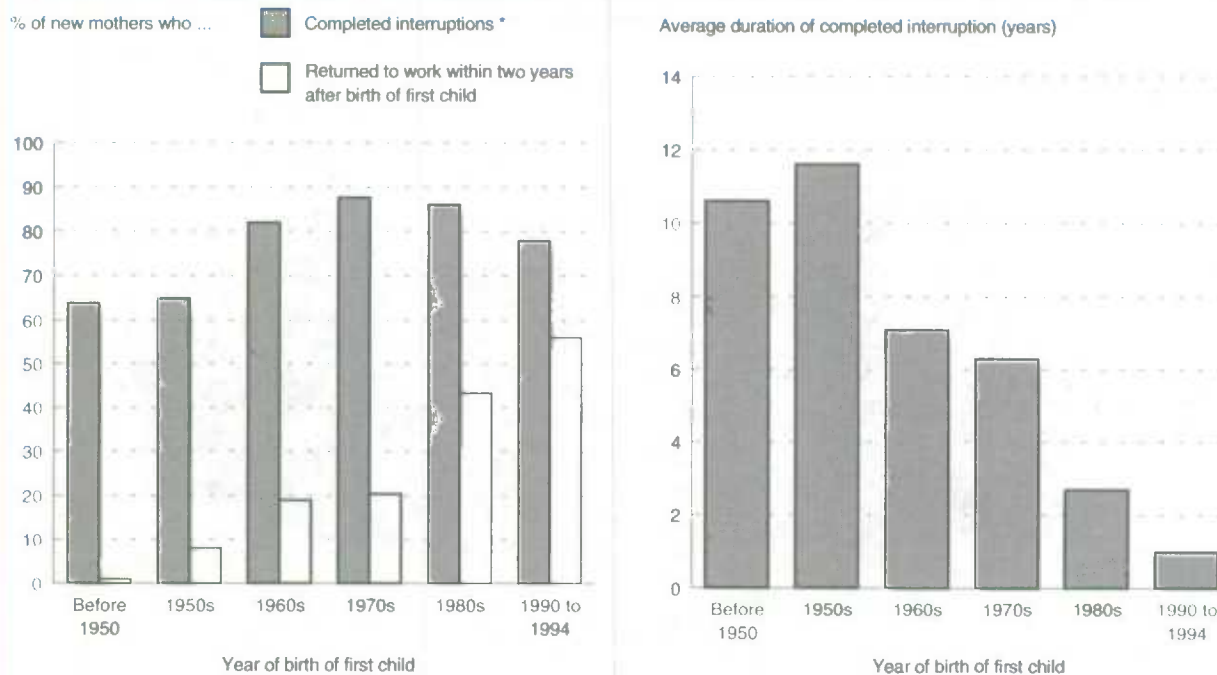 % of new mothers who ...
Completed interruptions *
Returned to work within two years
after birth of first child
100
90
80
70
60
50
40
30
20
10
0
Before
1950
1950s
1960s
1970s
1980s
1990 to
1994
Year of birth of first child
Average duration of completed interruption (years)
14
12
10
8
6
4
2
0
Before
1950
1950s
1960s
1970s
1980s
1990 to
1994
Year of birth of first child